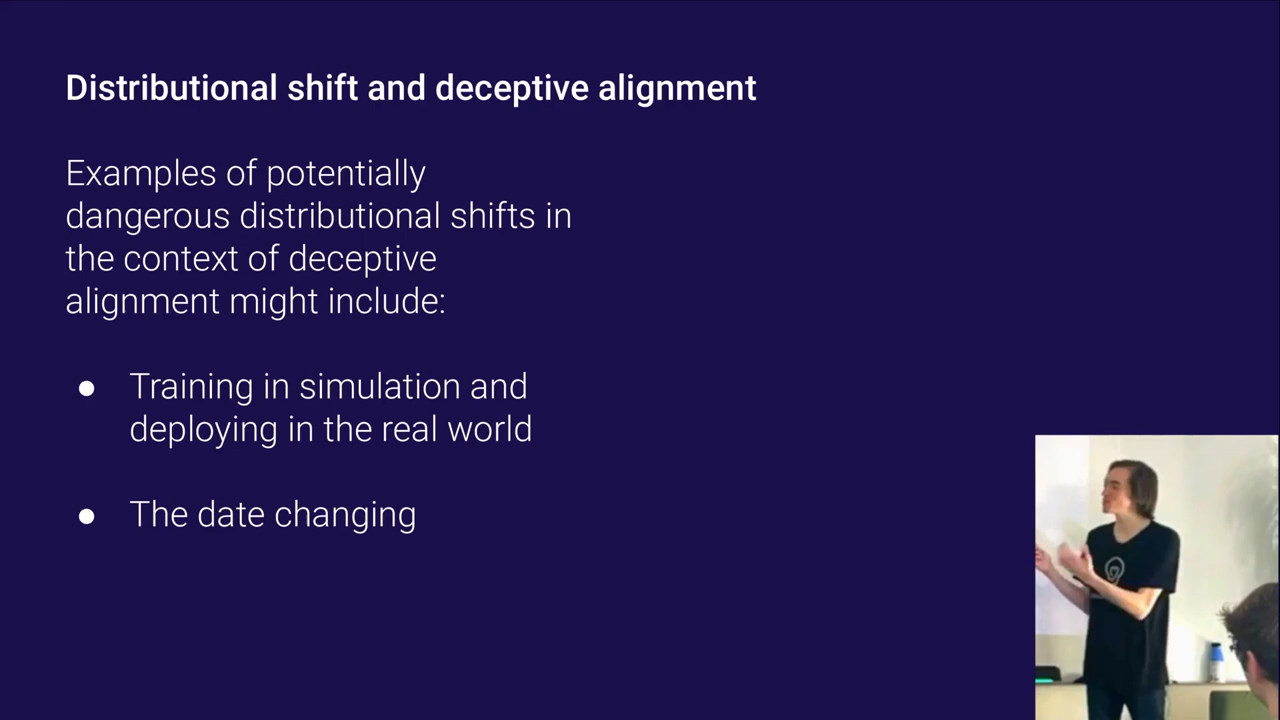 Distributional shift and deceptive alignment
Examples of potentially
dangerous distributional shifts in
the context of deceptive
alignment might include:
● Training in simulation and
deploying in the real world
● The date changing